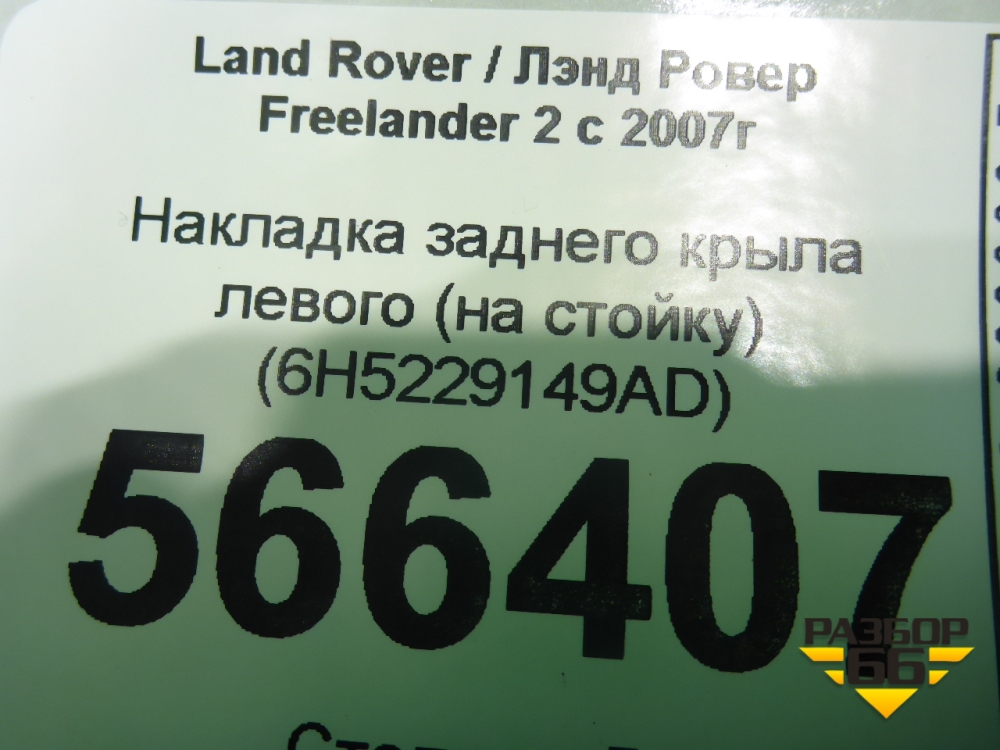 Land Rover / Лэнд Ровер
Freelander 2 с 2007г
Накладка заднего крыла
левого (на стойку)
(6H5229149AD)
566407
РАЗБОР
66